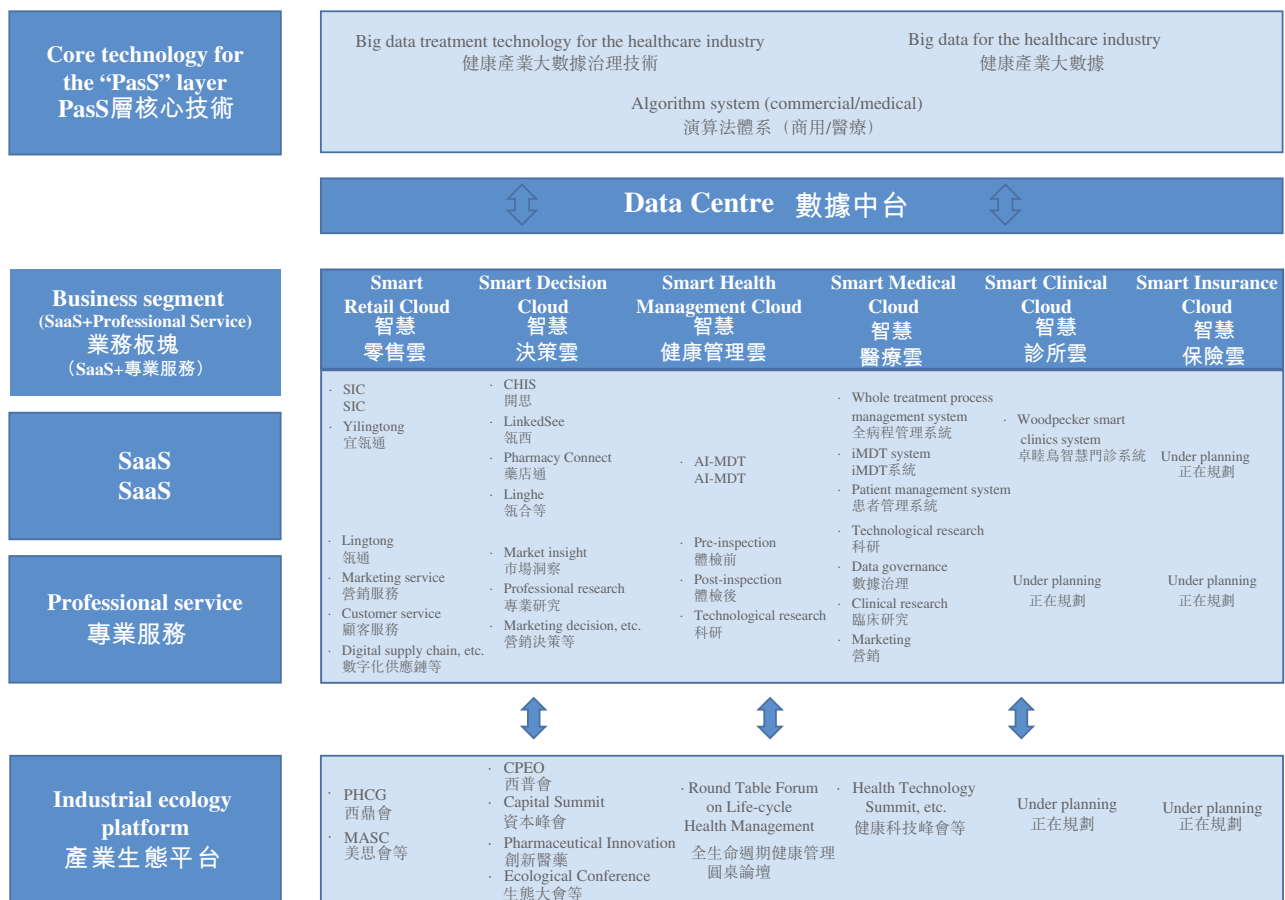 Core technology for
the “PasS” layer
PasS層核心技術
Big data treatment technology for the healthcare industry
健康產業大數據治理技術
Big data for the healthcare industry
健康產業大數據
Algorithm system (commercial/medical)
演算法體系（商用/醫療）
Data Centre 數據中台
Business segment
(SaaS+Professional Service)
業務板塊
（SaaS+專業服務）
Smart
Retail Cloud
智慧
零售雲
Smart Decision
Cloud
智慧
決策雲
Smart Health
Management Cloud
智慧
健康管理雲
Smart Medical
Cloud
智慧
醫療雲
Smart Clinical
Cloud
智慧
診所雲
Smart Insurance
Cloud
智慧
保險雲
SaaS
SaaS
· SIC
SIC
· Yilingtong
宜瓴通
· CHIS
開思
· LinkedSee
瓴西
· Pharmacy Connect
藥店通
· Linghe
瓴合等
· AI-MDT
AI-MDT
· Whole treatment process
management system
全病程管理系統
· iMDT system
iMDT系統
· Patient management system
患者管理系統
· Woodpecker smart
clinics system
卓睦鳥智慧門診系統
Under planning
正在規劃
Professional service
專業服務
· Lingtong
瓴通
· Marketing service
營銷服務
· Customer service
顧客服務
· Digital supply chain, etc.
數字化供應鏈等
· Market insight
市場洞察
· Professional research
專業研究
· Marketing decision, etc.
營銷決策等
· Pre-inspection
體檢前
· Post-inspection
體檢後
· Technological research
科研
· Technological research
科研
· Data governance
數據治理
· Clinical research
臨床研究
· Marketing
營銷
Under planning
正在規劃
Under planning
正在規劃
Industrial ecology
platform
產業生態平台
· PHCG
西鼎會
· MASC
美思會等
· CPEO
西普會
· Capital Summit
資本峰會
· Pharmaceutical Innovation
創新醫藥
· Ecological Conference
生態大會等
· Round Table Forum
on Life-cycle
Health Management
全生命週期健康管理
圓桌論壇
· Health Technology
Summit, etc.
健康科技峰會等
Under planning
正在規劃
Under planning
正在規劃